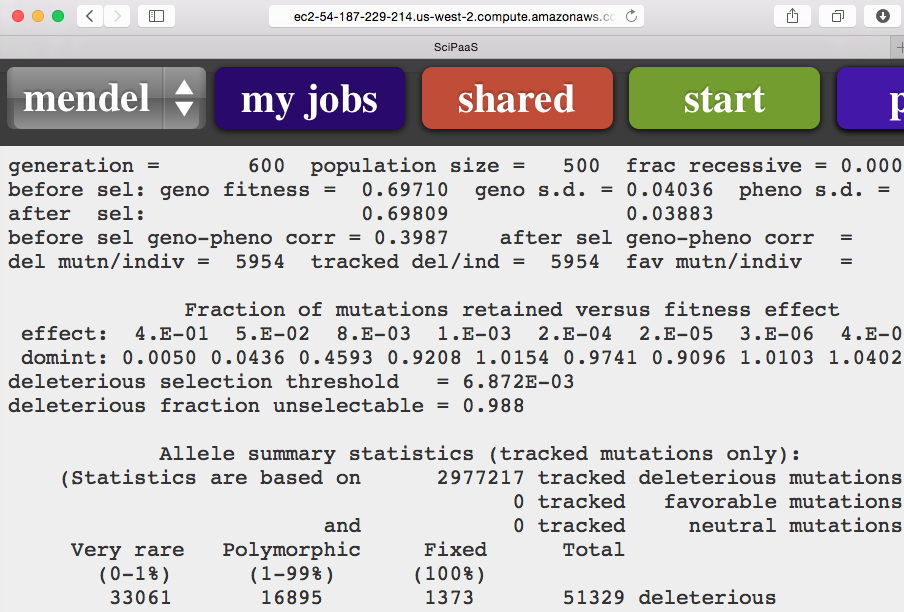 ec2-54-187-229-214.us-west-2.compute.amazonaws.cc
SciPaaS
mendel my jobs shared start p
generation = 600 population size = 500 frac recessive = 0.000
before sel: geno fitness = 0.69710 geno s.d. = 0.04036 pheno s.d. =
after sel: 0.69809 0.03883
before sel geno-pheno corr = 0.3987 after sel geno-pheno corr =
del mutn/indiv = 5954 tracked del/ind = 5954 fav mutn/indiv =
Fraction of mutations retained versus fitness effect
effect: 4.E-01 5.E-02 8.E-03 1.E-03 2.E-04 2.E-05 3.E-06 4.E-0
domint: 0.0050 0.0436 0.4593 0.9208 1.0154 0.9741 0.9096 1.0103 1.0402
deleterious selection threshold = 6.872E-03
deleterious fraction unselectable = 0.988
Allele summary statistics (tracked mutations only):
(Statistics are based on 2977217 tracked deleterious mutations
0 tracked favorable mutations
and 0 tracked neutral mutations
Very rare Polymorphic Fixed Total
(0-1%) (1-99%) (100%)
33061 16895 1373 51329 deleterious